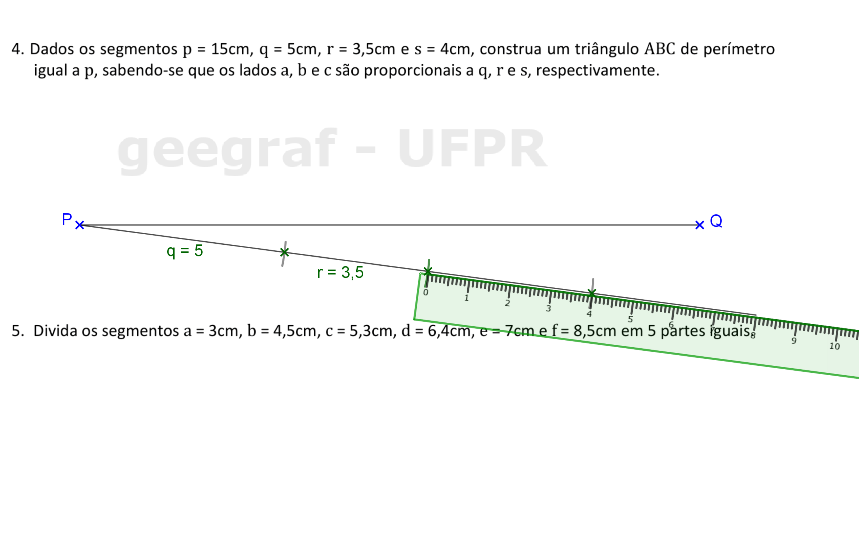 4. Dados os segmentos p = 15cm, q = 5cm, r = 3,5cm e s = 4cm, construa um triângulo ABC de perímetro
igual a p, sabendo-se que os lados a, b e c são proporcionais a q, r e s, respectivamente.
geegraf - UFPR
P
Q
q = 5
r = 3,5
0 1 2 3 4 5 6 8 9 10
5. Divida os segmentos a = 3cm, b = 4,5cm, c = 5,3cm, d = 6,4cm, e = 7cm e f = 8,5cm em 5 partes iguais.